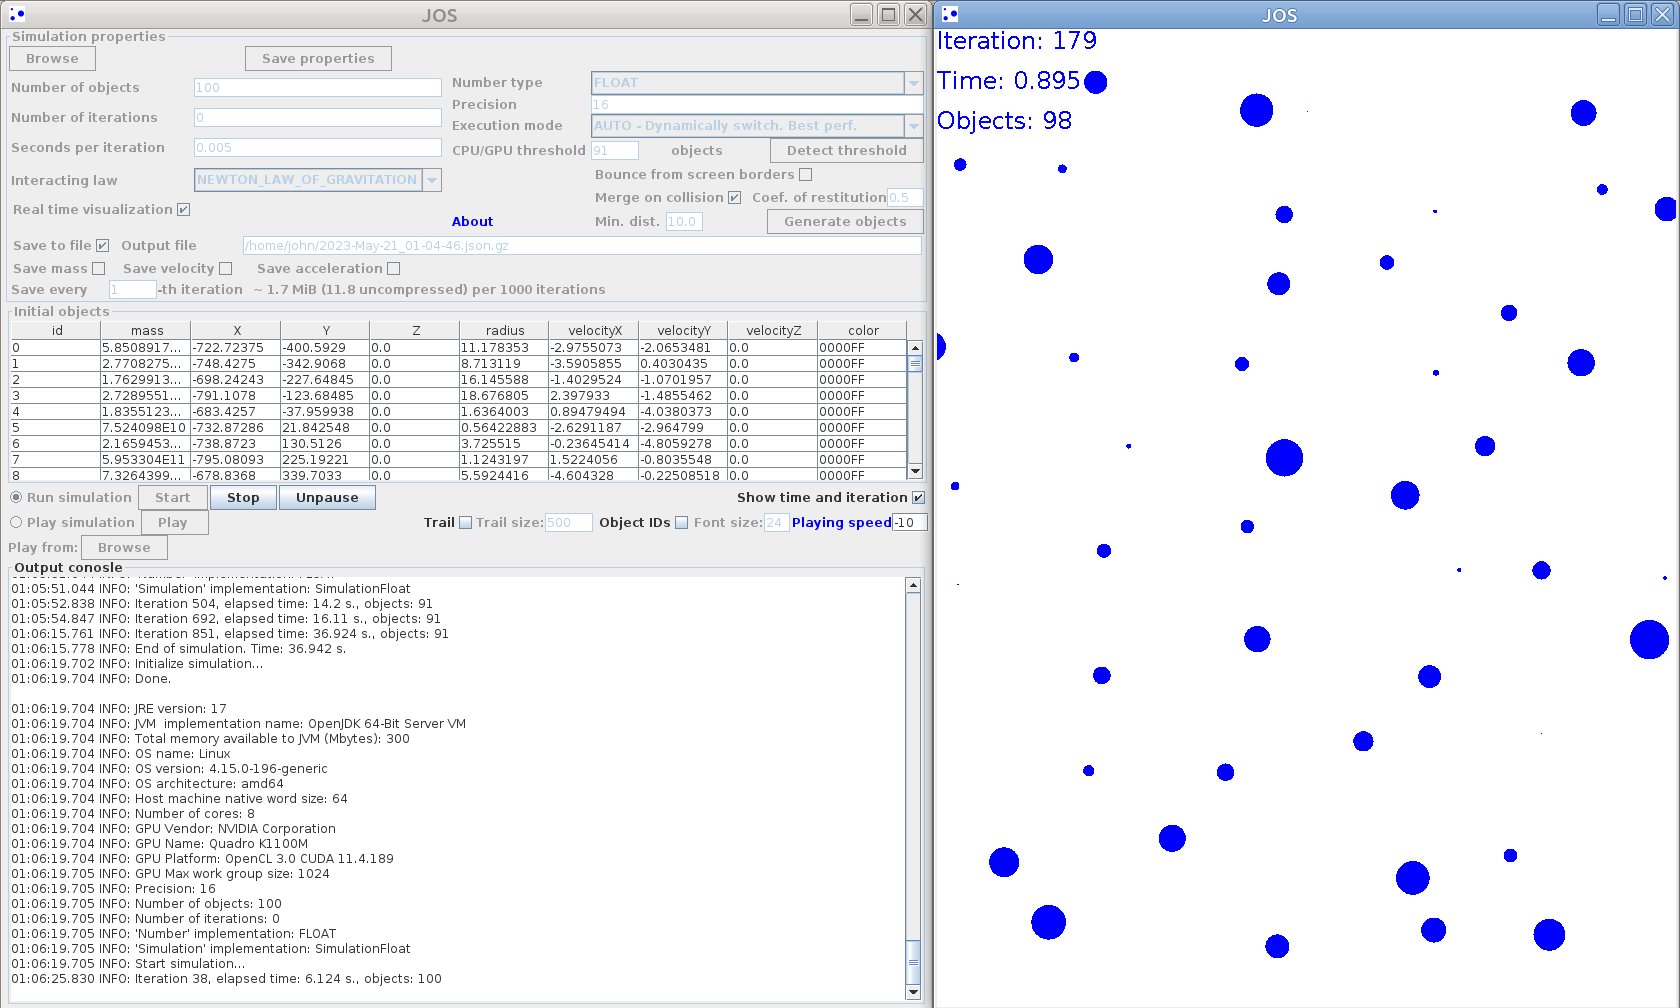 JOS
Simulation properties
Browse
Save properties
Number of objects 100
Number of iterations 0
Seconds per iteration 0.005
Interacting law NEWTON_LAW_OF_GRAVITATION
Real time visualization
Number type FLOAT
Precision 16
Execution mode AUTO - Dynamically switch. Best perf.
CPU/GPU threshold 91 objects Detect threshold
Bounce from screen borders
Merge on collision Coef. of restitution 0.5
About Min. dist. 10.0 Generate objects
Save to file Output file /home/john/2023-May-21_01-04-46.json.gz
Save mass Save velocity Save acceleration
Save every 1 -th iteration ~ 1.7 MiB (11.8 uncompressed) per 1000 iterations
Initial objects
id mass X Y Z radius velocityX velocityY velocityZ color
0 5.8508917... -722.72375 -400.5929 0.0 11.178353 -2.9755073 -2.0653481 0.0 0000FF
1 2.7708275... -748.4275 -342.9068 0.0 8.713119 -3.5905855 0.4030435 0.0 0000FF
2 1.7629913... -698.24243 -227.64845 0.0 16.145588 -1.4029524 -1.0701957 0.0 0000FF
3 2.7289551... -791.1078 -123.68485 0.0 18.676805 2.397933 -1.4855462 0.0 0000FF
4 1.8355123... -683.4257 -37.959938 0.0 1.6364003 0.89479494 -4.0380373 0.0 0000FF
5 7.524098E10 -732.87286 21.842548 0.0 0.56422883 -2.6291187 -2.964799 0.0 0000FF
6 2.1659453... -738.8723 130.5126 0.0 3.725515 -0.23645414 -4.8059278 0.0 0000FF
7 5.953304E11 -795.08093 225.19221 0.0 1.1243197 1.5224056 -0.8035548 0.0 0000FF
8 7.3264399... -678.8368 339.7033 0.0 5.5924416 -4.604328 -0.22508518 0.0 0000FF
Run simulation Start Stop Unpause Show time and iteration
Play simulation Play Trail Trail size: 500 Object IDs Font size: 24 Playing speed -10
Play from: Browse
Output conosle
01:05:51.044 INFO: 'Simulation' implementation: SimulationFloat
01:05:52.838 INFO: Iteration 504, elapsed time: 14.2 s., objects: 91
01:05:54.847 INFO: Iteration 692, elapsed time: 16.11 s., objects: 91
01:06:15.761 INFO: Iteration 851, elapsed time: 36.924 s., objects: 91
01:06:15.778 INFO: End of simulation. Time: 36.942 s.
01:06:19.702 INFO: Initialize simulation...
01:06:19.704 INFO: Done.
01:06:19.704 INFO: JRE version: 17
01:06:19.704 INFO: JVM  implementation name: OpenJDK 64-Bit Server VM
01:06:19.704 INFO: Total memory available to JVM (Mbytes): 300
01:06:19.704 INFO: OS name: Linux
01:06:19.704 INFO: OS version: 4.15.0-196-generic
01:06:19.704 INFO: OS architecture: amd64
01:06:19.704 INFO: Host machine native word size: 64
01:06:19.704 INFO: Number of cores: 8
01:06:19.704 INFO: GPU Vendor: NVIDIA Corporation
01:06:19.704 INFO: GPU Name: Quadro K1100M
01:06:19.704 INFO: GPU Platform: OpenCL 3.0 CUDA 11.4.189
01:06:19.705 INFO: GPU Max work group size: 1024
01:06:19.705 INFO: Precision: 16
01:06:19.705 INFO: Number of objects: 100
01:06:19.705 INFO: Number of iterations: 0
01:06:19.705 INFO: 'Number' implementation: FLOAT
01:06:19.705 INFO: 'Simulation' implementation: SimulationFloat
01:06:19.705 INFO: Start simulation...
01:06:25.830 INFO: Iteration 38, elapsed time: 6.124 s., objects: 100
JOS
Iteration: 179
Time: 0.895
Objects: 98